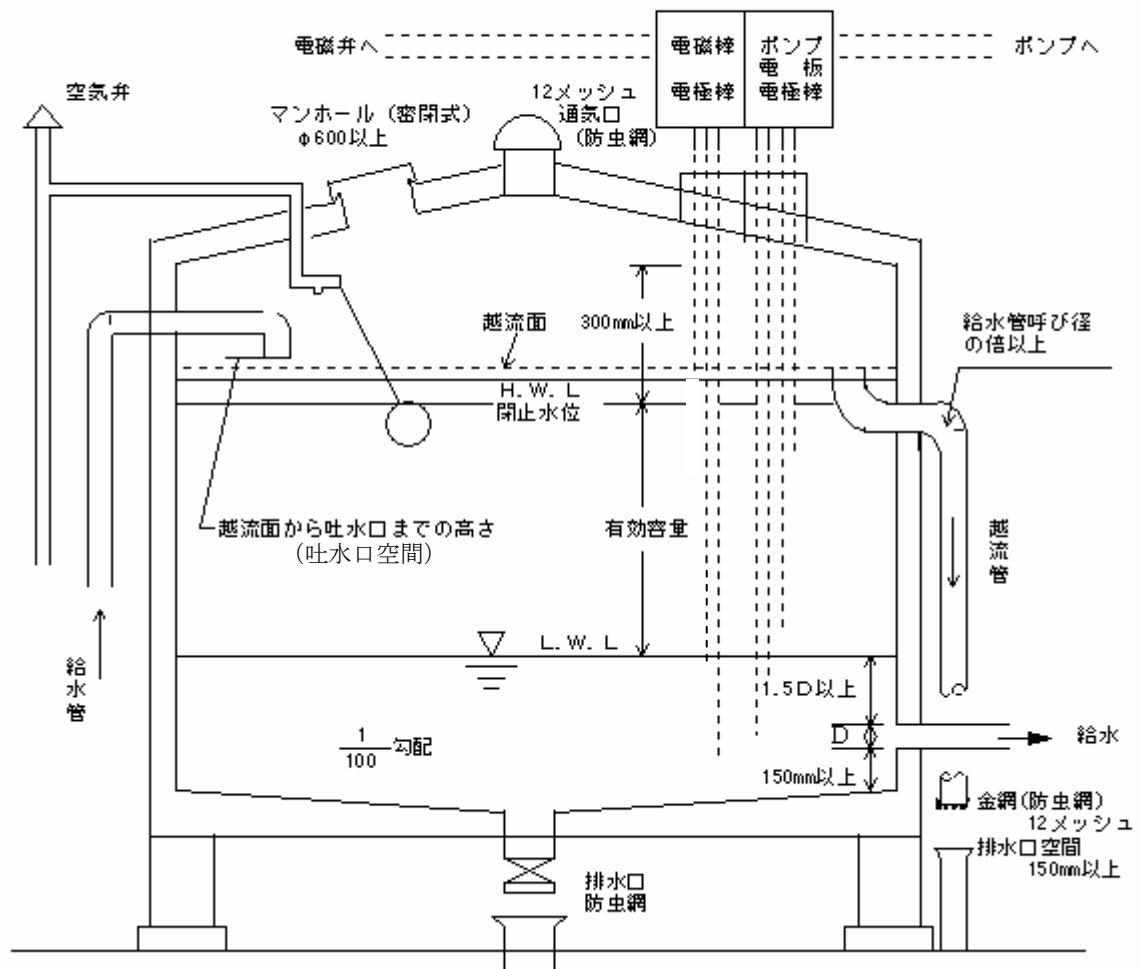 電磁弁へ
電磁棒
電極棒
ポンプ
電 板
電極棒
ポンプへ
空気弁
マンホール(密閉式)
φ600以上
12メッシュ
通気口
(防虫網)
越流面
300mm以上
給水管呼び径
の倍以上
H.W.L
閉止水位
越流面から吐水口までの高さ
(吐水口空間)
有効容量
越流管
給水管
L.W.L
1.5D以上
D
給水
1
100
勾配
150mm以上
金網(防虫網)
12メッシュ
排水口空間
150mm以上
排水口
防虫網